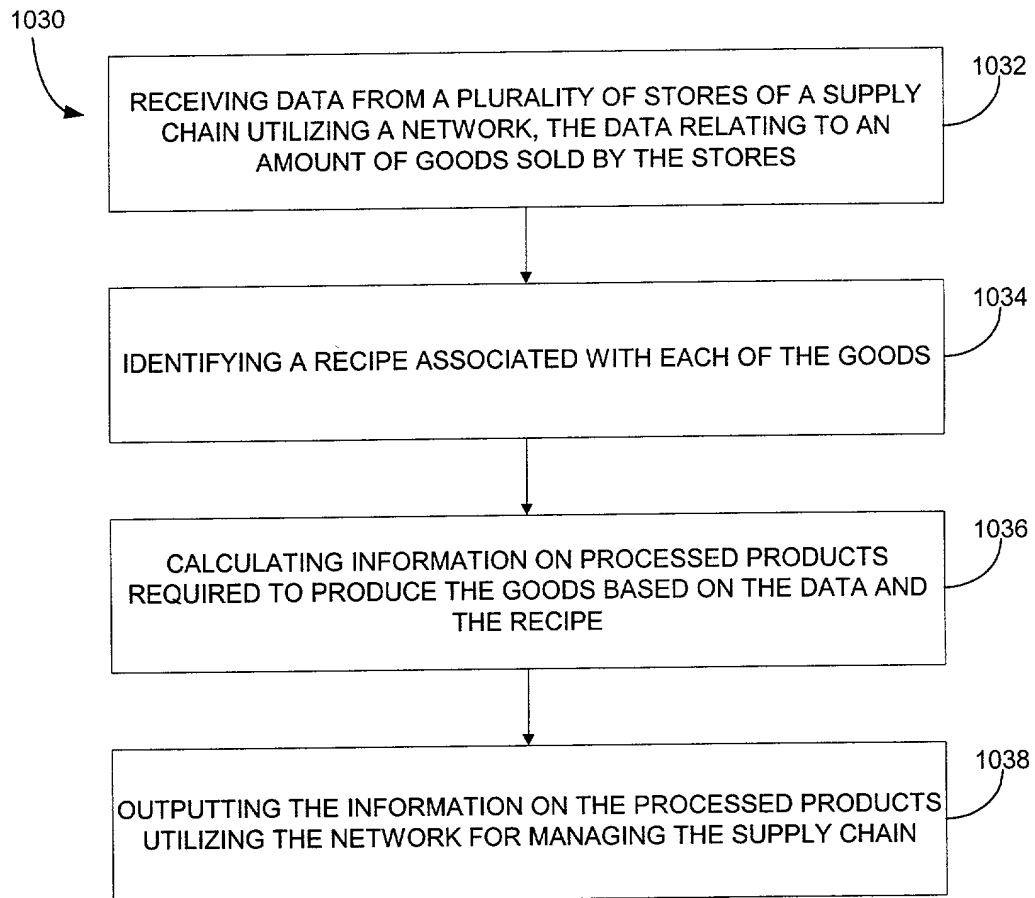 1030
1032
RECEIVING DATA FROM A PLURALITY OF STORES OF A SUPPLY
CHAIN UTILIZING A NETWORK, THE DATA RELATING TO AN
AMOUNT OF GOODS SOLD BY THE STORES
1034
IDENTIFYING A RECIPE ASSOCIATED WITH EACH OF THE GOODS
1036
CALCULATING INFORMATION ON PROCESSED PRODUCTS
REQUIRED TO PRODUCE THE GOODS BASED ON THE DATA AND
THE RECIPE
1038
OUTPUTTING THE INFORMATION ON THE PROCESSED PRODUCTS
UTILIZING THE NETWORK FOR MANAGING THE SUPPLY CHAIN